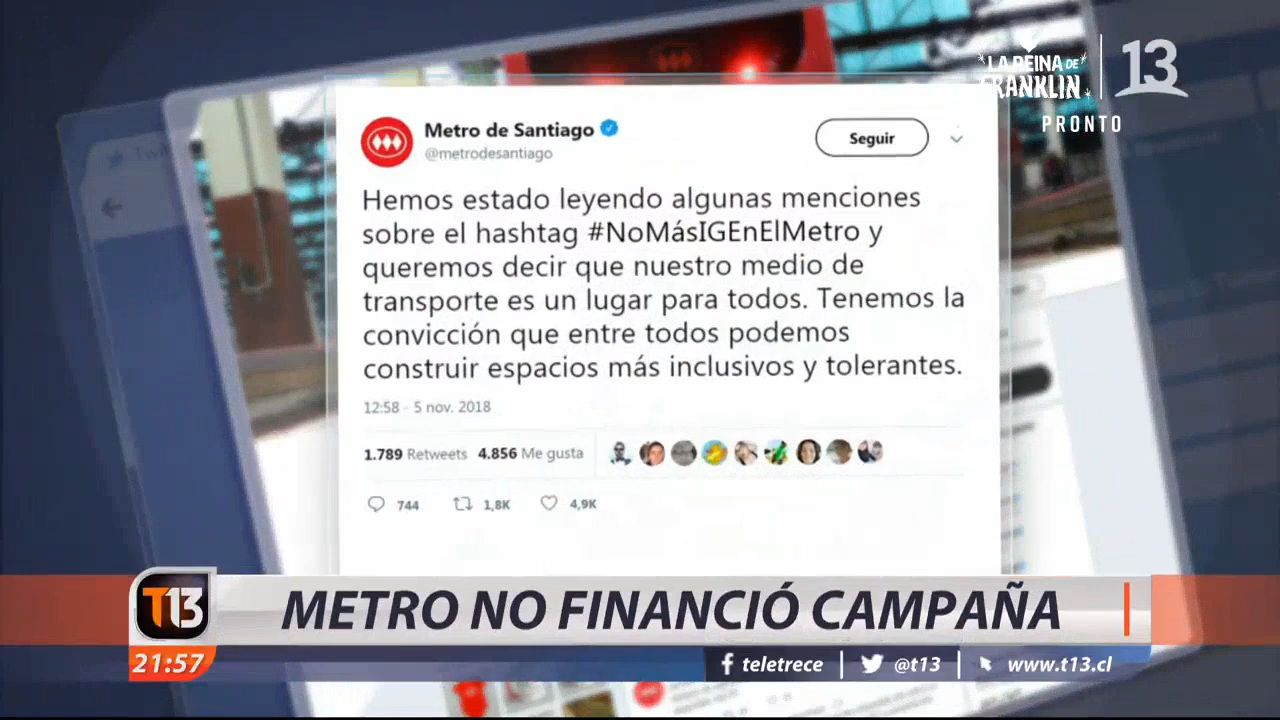 LA REINA DE
FRANKLIN
13
PRONTO
Metro de Santiago
@metrodesantiago
Seguir
Hemos estado leyendo algunas menciones
sobre el hashtag #NoMásIGEnElMetro y
queremos decir que nuestro medio de
transporte es un lugar para todos. Tenemos la
convicción que entre todos podemos
construir espacios más inclusivos y tolerantes.
12:58 - 5 nov. 2018
1.789 Retweets 4.856 Me gusta
744 1,8K 4,9K
T13
METRO NO FINANCIÓ CAMPAÑA
21:57
teletrece @t13 www.t13.cl